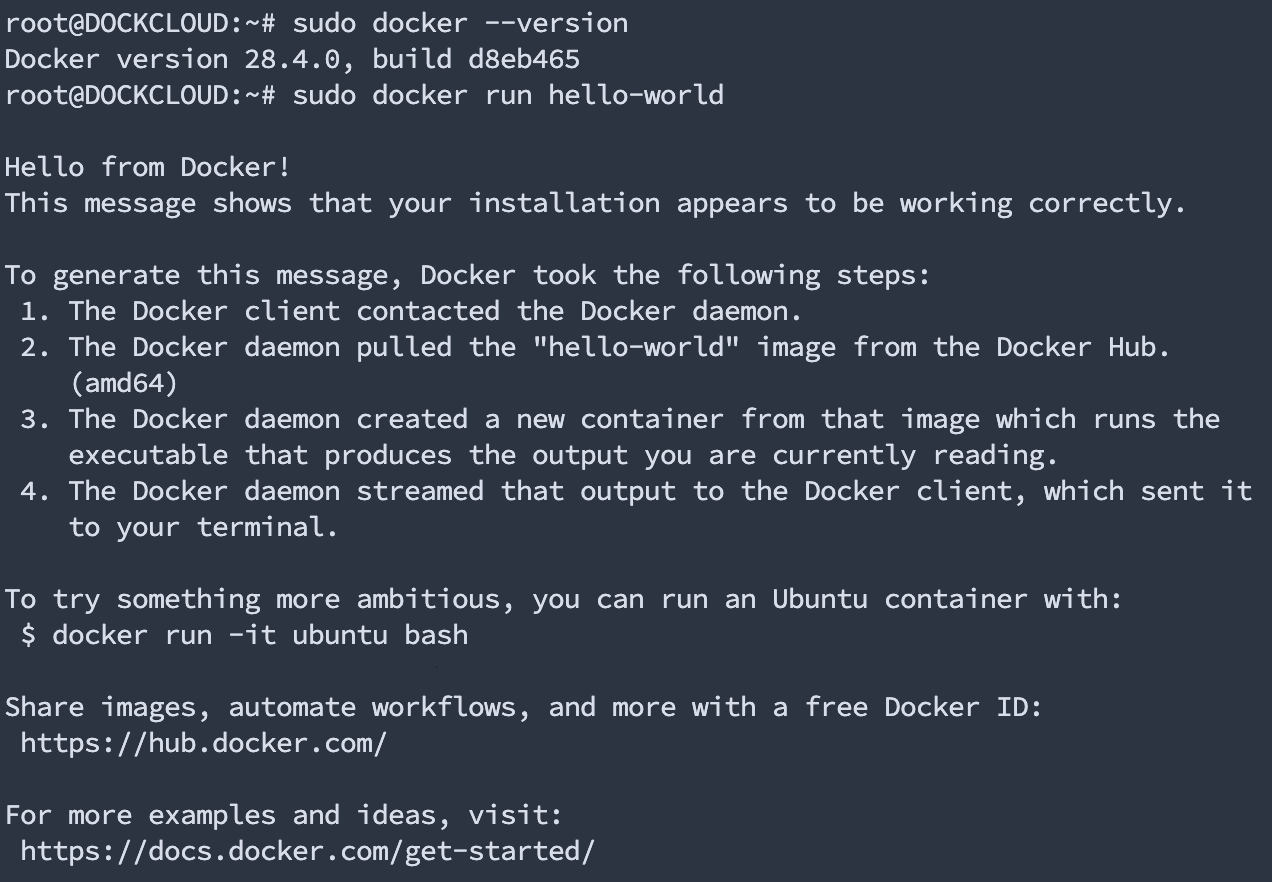 root@DOCKCLOUD:~# sudo docker --version
Docker version 28.4.0, build d8eb465
root@DOCKCLOUD:~# sudo docker run hello-world
Hello from Docker!
This message shows that your installation appears to be working correctly.
To generate this message, Docker took the following steps:
1. The Docker client contacted the Docker daemon.
2. The Docker daemon pulled the "hello-world" image from the Docker Hub.
(amd64)
3. The Docker daemon created a new container from that image which runs the
executable that produces the output you are currently reading.
4. The Docker daemon streamed that output to the Docker client, which sent it
to your terminal.
To try something more ambitious, you can run an Ubuntu container with:
$ docker run -it ubuntu bash
Share images, automate workflows, and more with a free Docker ID:
https://hub.docker.com/
For more examples and ideas, visit:
https://docs.docker.com/get-started/